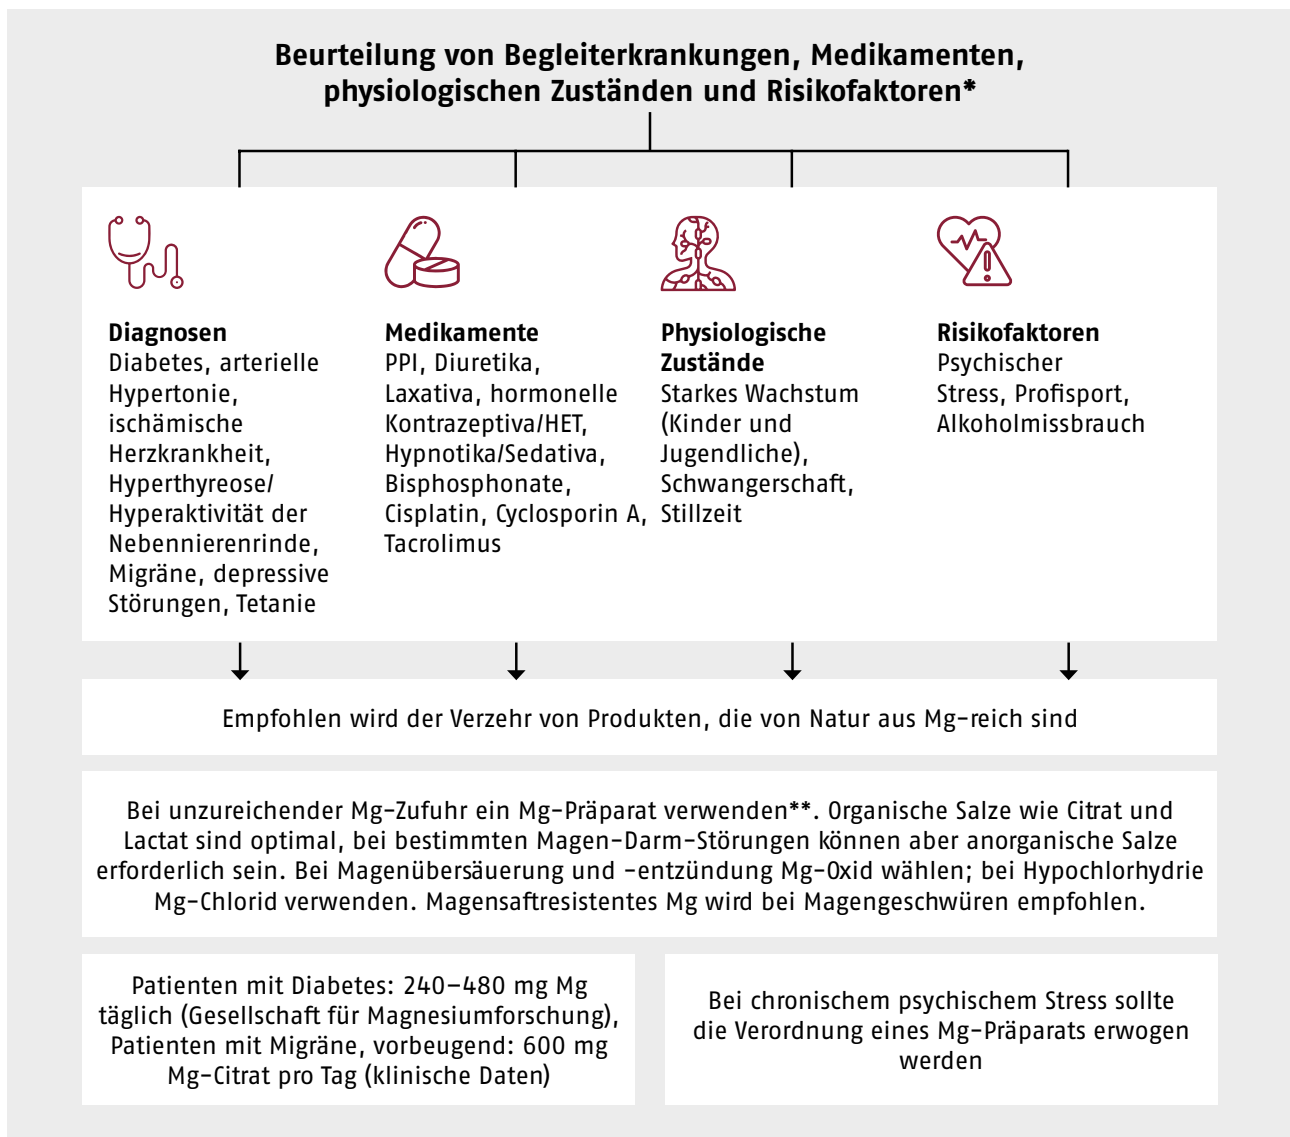 Beurteilung von Begleiterkrankungen, Medikamenten,
physiologischen Zuständen und Risikofaktoren*
Diagnosen
Diabetes, arterielle
Hypertonie,
ischämische
Herzkrankheit,
Hyperthyreose/
Hyperaktivität der
Nebennierenrinde,
Migräne, depressive
Störungen, Tetanie
Medikamente
PPI, Diuretika,
Laxativa, hormonelle
Kontrazeptiva/HET,
Hypnotika/Sedativa,
Bisphosphonate,
Cisplatin, Cyclosporin A,
Tacrolimus
Physiologische
Zustände
Starkes Wachstum
(Kinder und
Jugendliche),
Schwangerschaft,
Stillzeit
Risikofaktoren
Psychischer
Stress, Profisport,
Alkoholmissbrauch
Empfohlen wird der Verzehr von Produkten, die von Natur aus Mg-reich sind
Bei unzureichender Mg-Zufuhr ein Mg-Präparat verwenden**. Organische Salze wie Citrat und
Lactat sind optimal, bei bestimmten Magen-Darm-Störungen können aber anorganische Salze
erforderlich sein. Bei Magenübersäuerung und -entzündung Mg-Oxid wählen; bei Hypochlorhydrie
Mg-Chlorid verwenden. Magensaftresistentes Mg wird bei Magengeschwüren empfohlen.
Patienten mit Diabetes: 240–480 mg Mg
täglich (Gesellschaft für Magnesiumforschung),
Patienten mit Migräne, vorbeugend: 600 mg
Mg-Citrat pro Tag (klinische Daten)
Bei chronischem psychischem Stress sollte
die Verordnung eines Mg-Präparats erwogen
werden